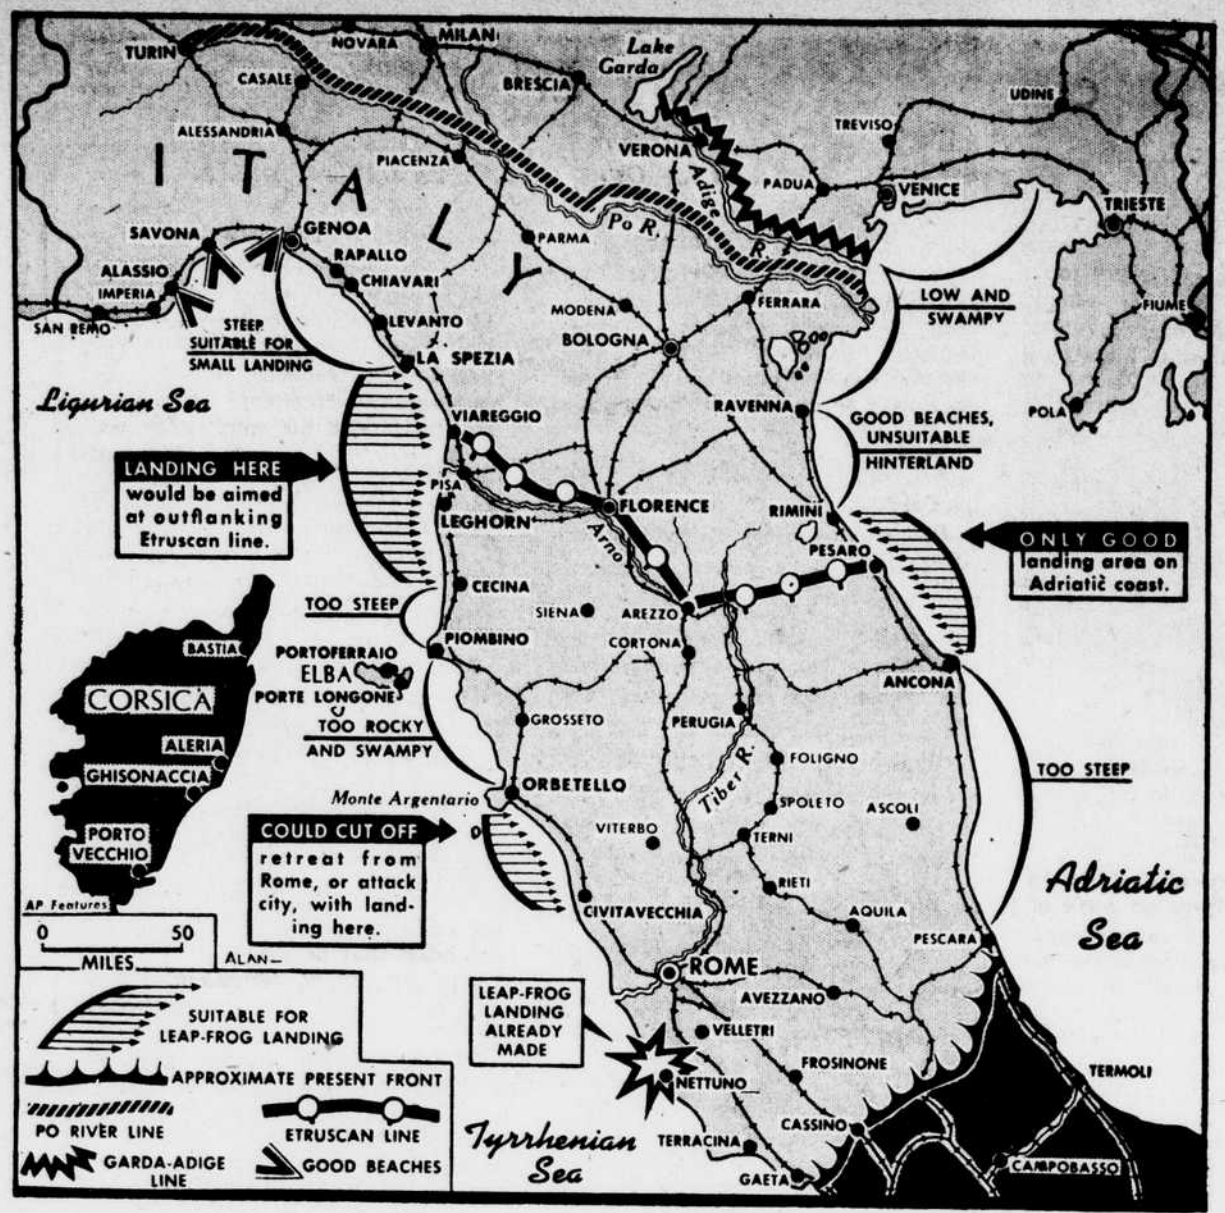 TURIN
NOVARA
MILAN
Lake
Garda
CASALE
BRESCIA
UDINE
ALESSANDRIA
PIACENZA
VERONA
TREVISO
ITALY
Adige
R.
PADUA
VENICE
TRIESTE
SAVONA
GENOA
Po R.
PARMA
RAPALLO
ALASSIO
CHIAVARI
IMPERIA
SAN REMO
LEVANTO
MODENA
FERRARA
LOW AND
SWAMPY
FIUME
STEEP
SUITABLE FOR
SMALL LANDING
LA SPEZIA
BOLOGNA
Ligurian Sea
VIAREGGIO
RAVENNA
GOOD BEACHES,
UNSUITABLE
HINTERLAND
POLA
LANDING HERE
would be aimed
at outflanking
Etruscan line.
PISA
LEGHORN
FLORENCE
Arno
RIMINI
PESARO
ONLY GOOD
landing area on
Adriatic coast.
CECINA
TOO STEEP
SIENA
AREZZO
CORTONA
PIOMBINO
BASTIA
PORTOFERRAIO
ELBA
PORTE LONGONE
ANCONA
CORSICA
TOO ROCKY
AND SWAMPY
GROSSETO
PERUGIA
ALERIA
GHISONACCIA
FOLIGNO
TOO STEEP
Tiber R.
ORBETELLO
Monte Argentario
SPOLETO
ASCOLI
PORTO
VECCHIO
COULD CUT OFF
retreat from
Rome, or attack
city, with land-
ing here.
VITERBO
TERNI
RIETI
Adriatic
Sea
AP Features
CIVITAVECCHIA
AQUILA
PESCARA
0 50
MILES
ALAN
ROME
LEAP-FROG
LANDING
ALREADY
MADE
AVEZZANO
VELLETRI
SUITABLE FOR
LEAP-FROG LANDING
FROSINONE
TERMOLI
NETTUNO
APPROXIMATE PRESENT FRONT
PO RIVER LINE
ETRUSCAN LINE
Tyrrhenian
Sea
TERRACINA
CASSINO
GARDA-ADIGE
LINE
GOOD BEACHES
GAETA
CAMPOBASSO